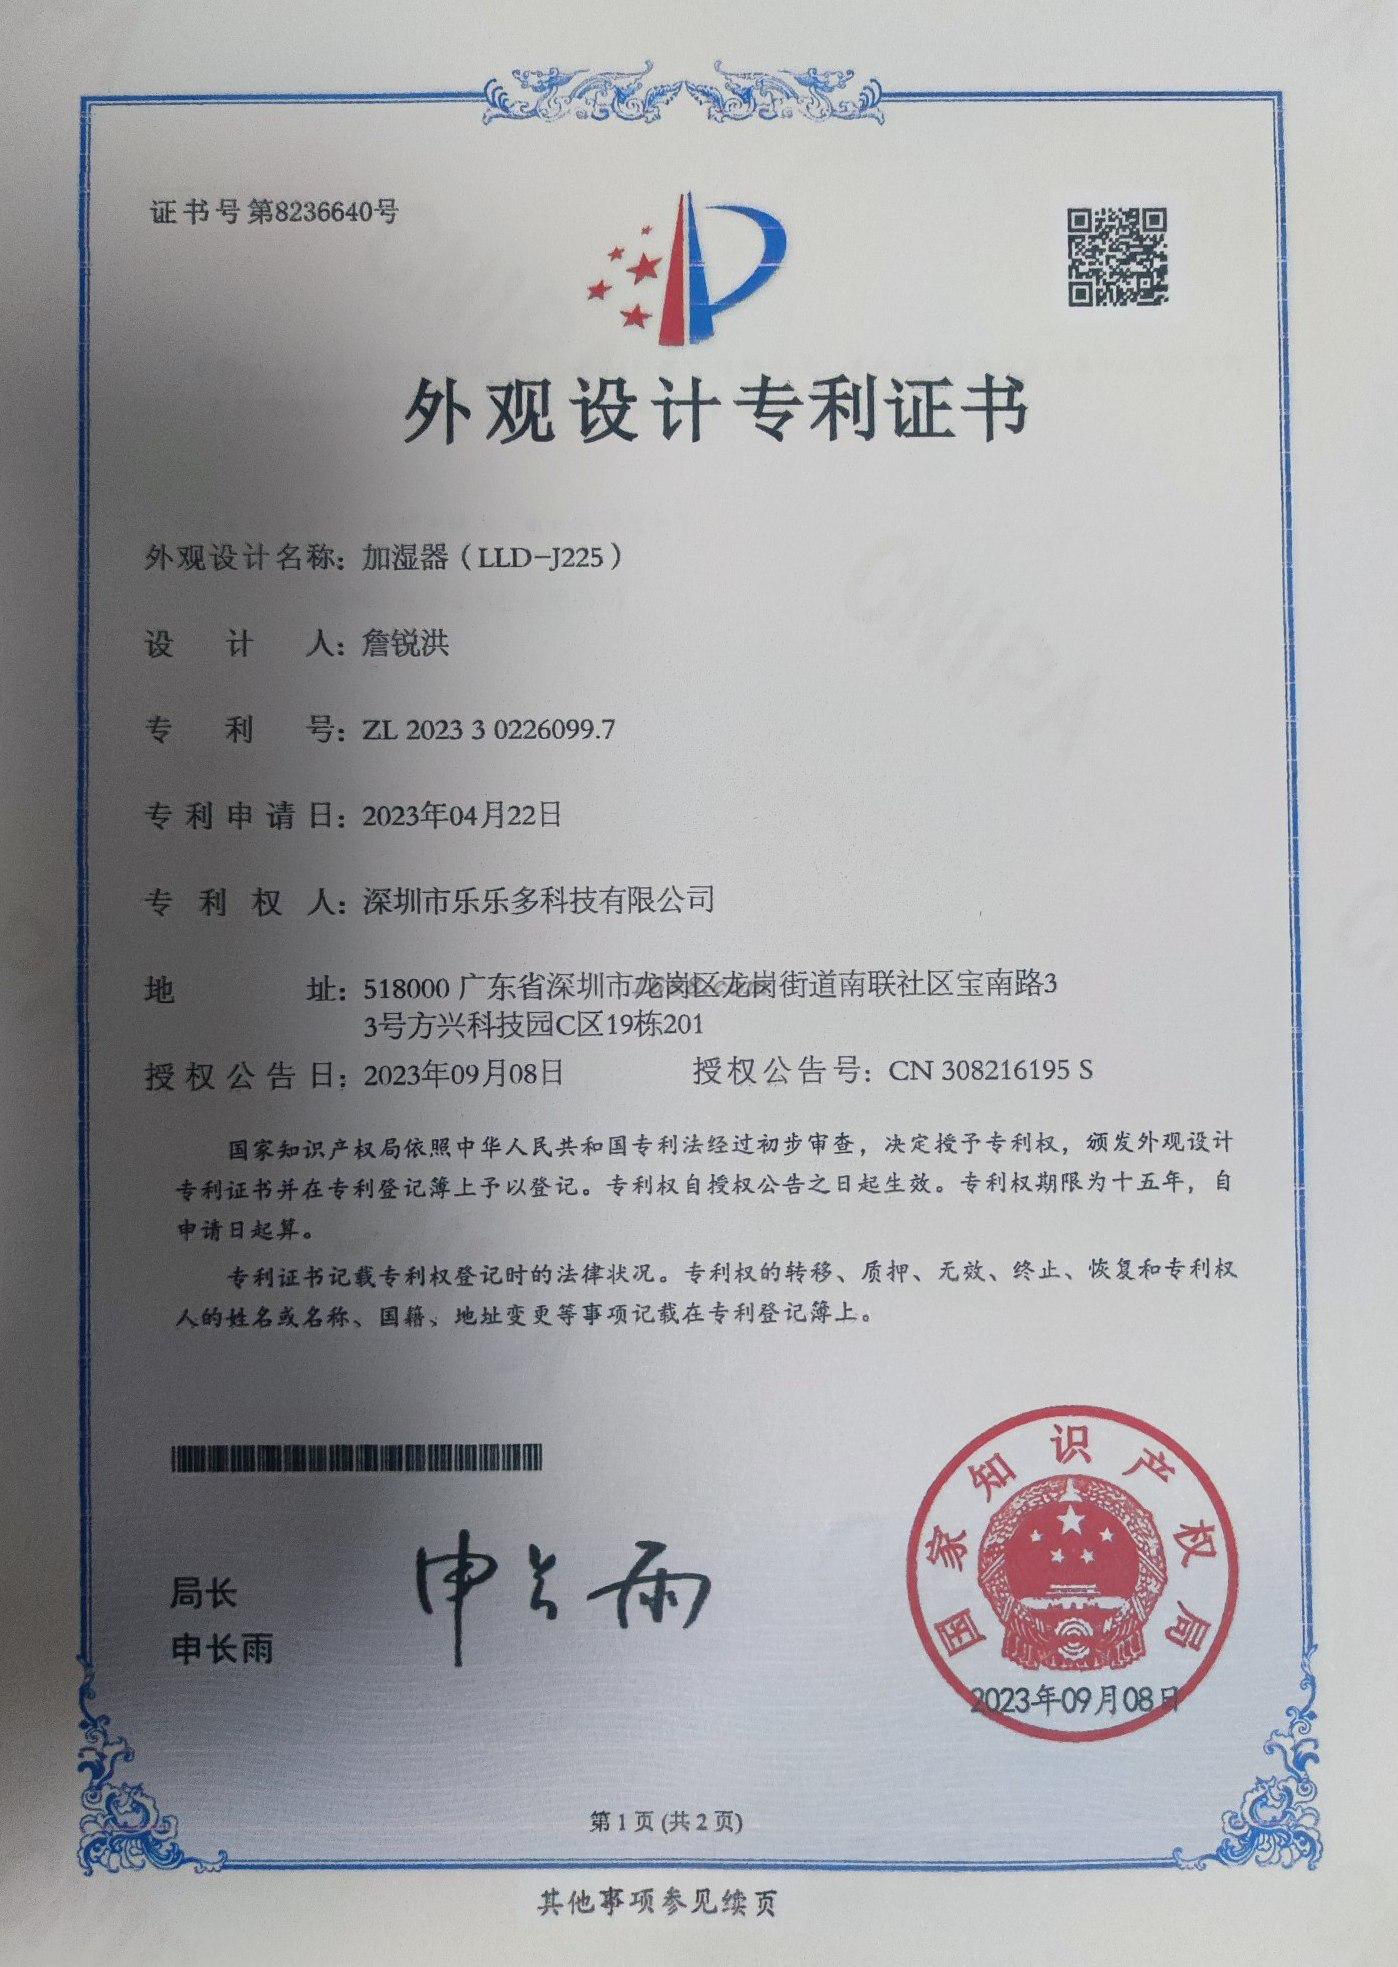 证书号第8236640号
外观设计专利证书
外观设计名称：加湿器（LLD-J225）
设计人：詹锐洪
专利号：ZL 2023 3 0226099.7
专利申请日：2023年04月22日
专利权人：深圳市乐乐多科技有限公司
地址：518000 广东省深圳市龙岗区龙岗街道南联社区宝南路3
3号方兴科技园C区19栋201
授权公告日：2023年09月08日 授权公告号：CN 308216195 S
国家知识产权局依照中华人民共和国专利法经过初步审查，决定授予专利权，颁发外观设计
专利证书并在专利登记簿上予以登记。专利权自授权公告之日起生效。专利权期限为十五年，自
申请日起算。
专利证书记载专利权登记时的法律状况。专利权的转移、质押、无效、终止、恢复和专利权
人的姓名或名称、国籍、地址变更等事项记载在专利登记簿上。
局长
申长雨
申长雨
国家知识产权局
2023年09月08日
第1页(共2页)
其他事项参见续页
CNIPA